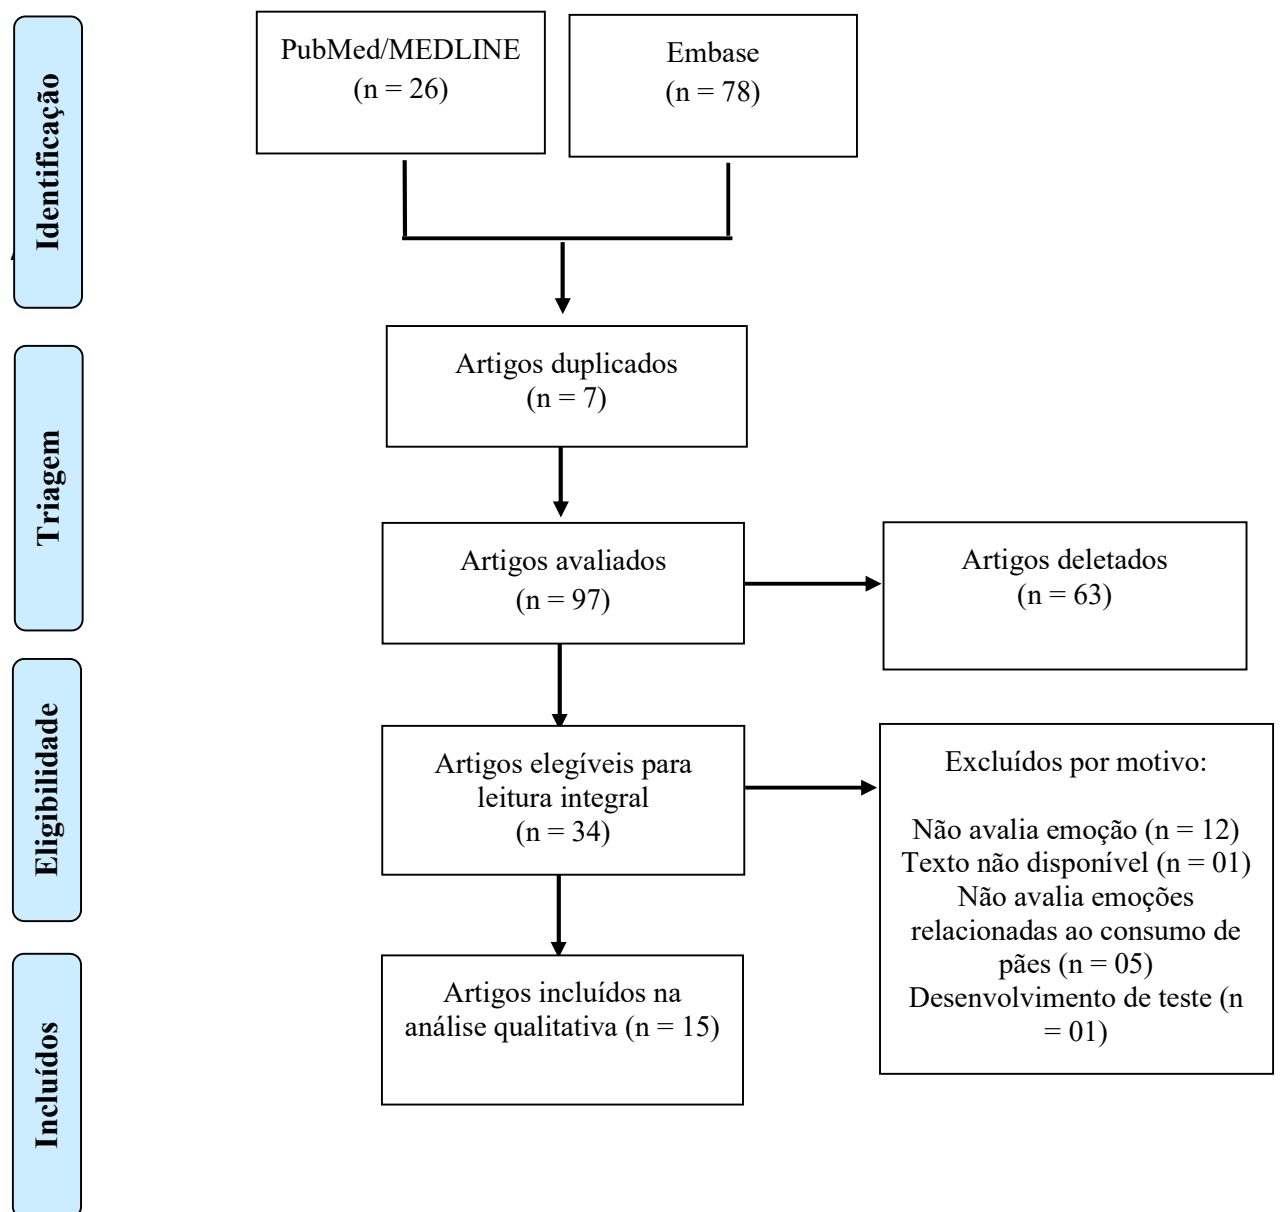 Identificação
PubMed/MEDLINE
(n = 26)
Embase
(n = 78)
Triagem
Artigos duplicados
(n = 7)
Artigos avaliados
(n = 97)
Artigos deletados
(n = 63)
Eligibilidade
Artigos elegíveis para
leitura integral
(n = 34)
Excluídos por motivo:
Não avalia emoção (n = 12)
Texto não disponível (n = 01)
Não avalia emoções
relacionadas ao consumo de
pães (n = 05)
Desenvolvimento de teste (n
= 01)
Incluídos
Artigos incluídos na
análise qualitativa (n = 15)